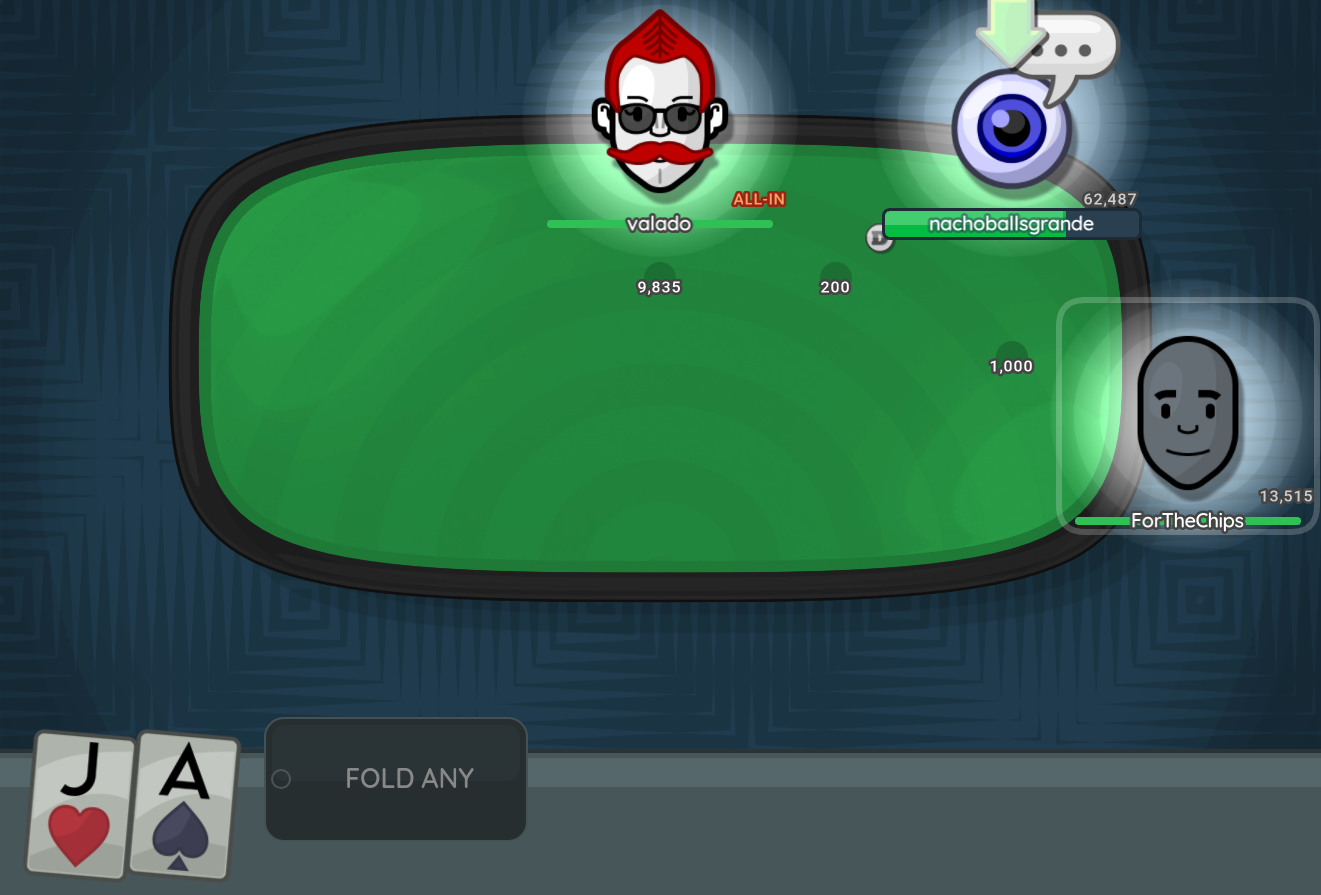 ALL-IN
62,487
valado
nachoballsgrande
D
9,835
200
1,000
13,515
ForTheChips
J
A
FOLD ANY